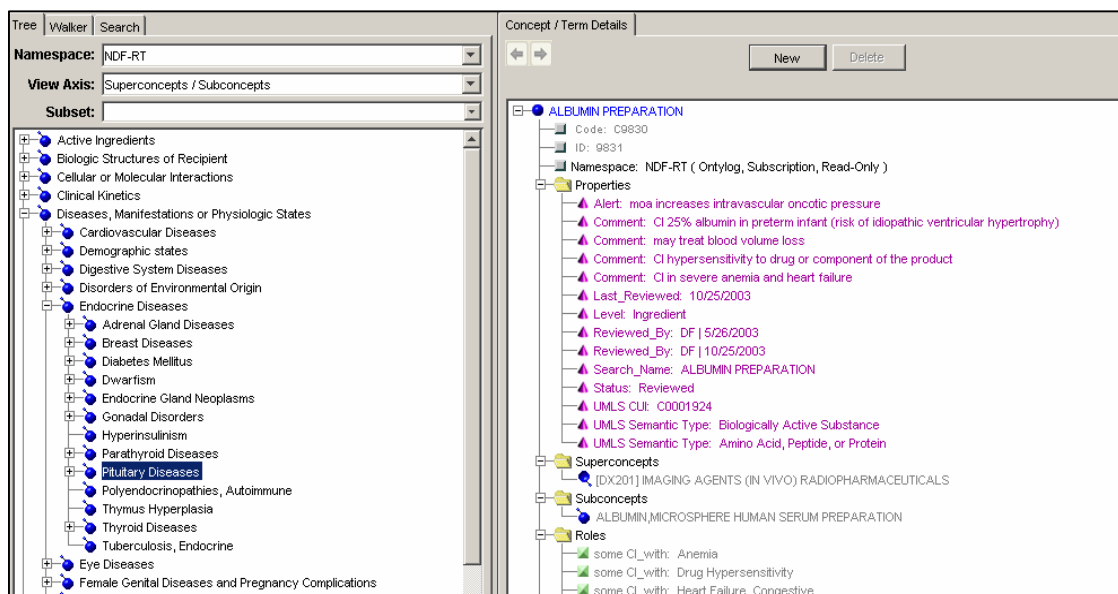 Tree Walker Search
Namespace: NDF-RT
View Axis: Superconcepts / Subconcepts
Subset:
Active Ingredients
Biologic Structures of Recipient
Cellular or Molecular Interactions
Clinical Kinetics
Diseases, Manifestations or Physiologic States
Cardiovascular Diseases
Demographic states
Digestive System Diseases
Disorders of Environmental Origin
Endocrine Diseases
Adrenal Gland Diseases
Breast Diseases
Diabetes Mellitus
Dwarfism
Endocrine Gland Neoplasms
Gonadal Disorders
Hyperinsulinism
Parathyroid Diseases
Pituitary Diseases
Polyendocrinopathies, Autoimmune
Thymus Hyperplasia
Thyroid Diseases
Tuberculosis, Endocrine
Eye Diseases
Female Genital Diseases and Pregnancy Complications
Concept / Term Details
New Delete
ALBUMIN PREPARATION
Code: C9830
ID: 9831
Namespace: NDF-RT ( Ontylog, Subscription, Read-Only )
Properties
Alert: moa increases intravascular oncotic pressure
Comment: CI 25% albumin in preterm infant (risk of idiopathic ventricular hypertrophy)
Comment: may treat blood volume loss
Comment: CI hypersensitivity to drug or component of the product
Comment: CI in severe anemia and heart failure
Last_Reviewed: 10/25/2003
Level: Ingredient
Reviewed_By: DF | 5/26/2003
Reviewed_By: DF | 10/25/2003
Search_Name: ALBUMIN PREPARATION
Status: Reviewed
UMLS CUI: C0001924
UMLS Semantic Type: Biologically Active Substance
UMLS Semantic Type: Amino Acid, Peptide, or Protein
Superconcepts
[DX201] IMAGING AGENTS (IN VIVO) RADIOPHARMACEUTICALS
Subconcepts
ALBUMIN,MICROSPHERE HUMAN SERUM PREPARATION
Roles
some CI_with: Anemia
some CI_with: Drug Hypersensitivity
some CI_with: Heart Failure, Congestive